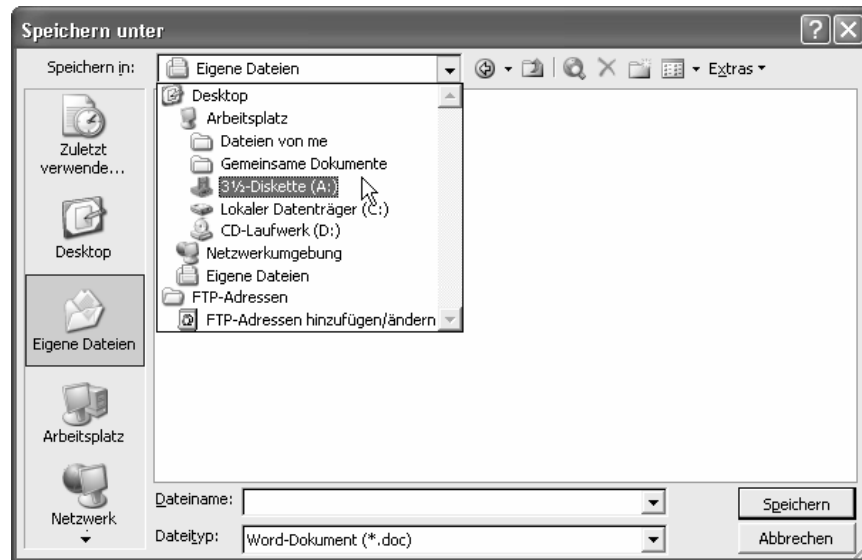 Speichern unter
Speichern in:
Eigene Dateien
Extras
Desktop
Arbeitsplatz
Dateien von me
Gemeinsame Dokumente
3½-Diskette (A:)
Lokaler Datenträger (C:)
CD-Laufwerk (D:)
Netzwerkumgebung
Eigene Dateien
FTP-Adressen
FTP-Adressen hinzufügen/ändern
Zuletzt
verwende...
Desktop
Eigene Dateien
Arbeitsplatz
Netzwerk
Dateiname:
Speichern
Dateityp:
Word-Dokument (*.doc)
Abbrechen